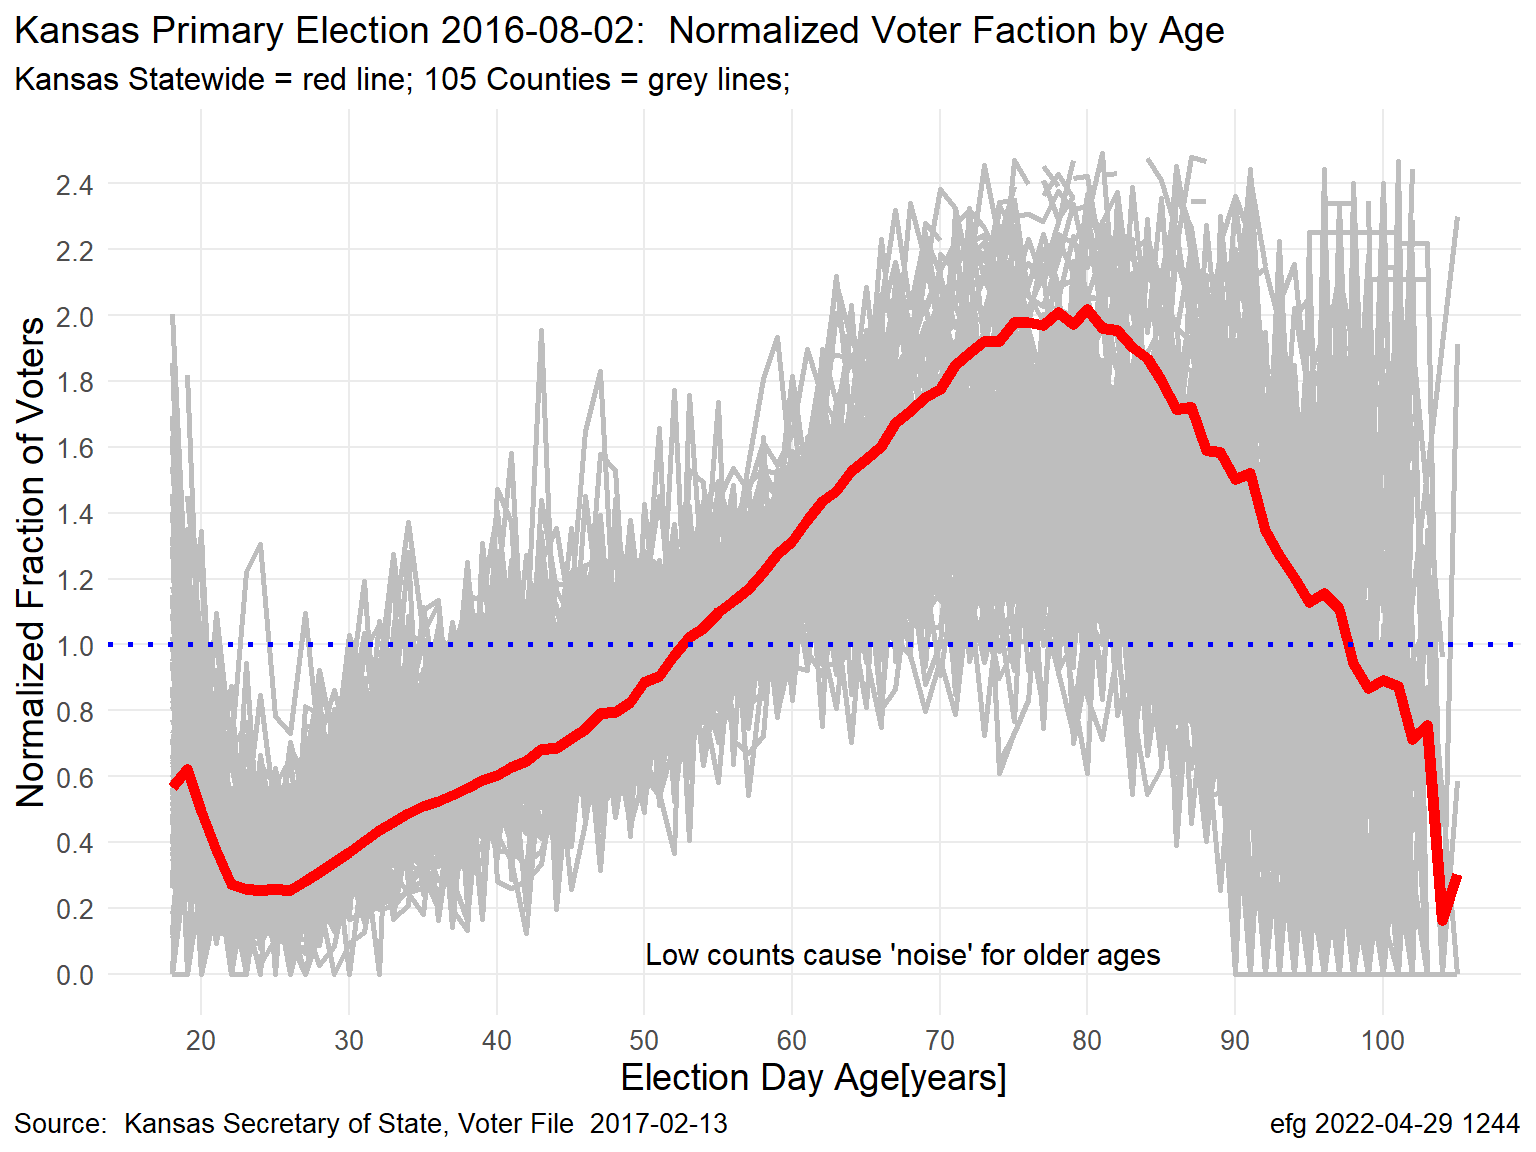 Kansas Primary Election 2016-08-02:  Normalized Voter Faction by Age
Kansas Statewide = red line; 105 Counties = grey lines;
Normalized Fraction of Voters
2.4
2.2
2.0
1.8
1.6
1.4
1.2
1.0
0.8
0.6
0.4
0.2
0.0
Low counts cause 'noise' for older ages
20 30 40 50 60 70 80 90 100
Election Day Age[years]
Source:  Kansas Secretary of State, Voter File  2017-02-13
efg 2022-04-29 1244